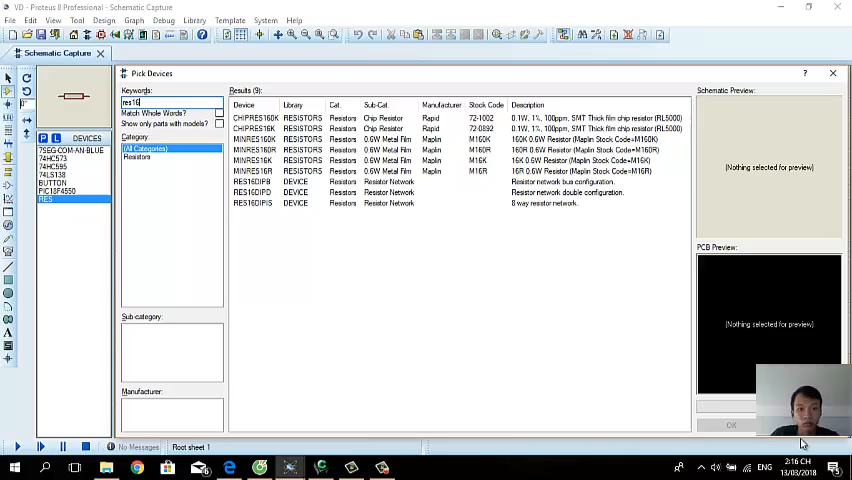 VD - Proteus 8 Professional - Schematic Capture
File Edit View Tool Design Graph Debug Library Template System Help
Schematic Capture
Pick Devices
Keywords:
res16
Match Whole Words?
Show only parts with models?
Category:
(All Categories)
Resistors
Sub-category:
Manufacturer:
Results (9):
Device Library Cat. Sub-Cat. Manufacturer Stock Code Description
CHIPRES160K RESISTORS Resistors Chip Resistor Rapid 72-1002 0.1W, 1%, 100ppm, SMT Thick film chip resistor (RL5000)
CHIPRES16K RESISTORS Resistors Chip Resistor Rapid 72-0892 0.1W, 1%, 100ppm, SMT Thick film chip resistor (RL5000)
MINRES160K RESISTORS Resistors 0.6W Metal Film Maplin M160K 160K 0.6W Resistor (Maplin Stock Code=M160K)
MINRES160R RESISTORS Resistors 0.6W Metal Film Maplin M160R 160R 0.6W Resistor (Maplin Stock Code=M160R)
MINRES16K RESISTORS Resistors 0.6W Metal Film Maplin M16K 16K 0.6W Resistor (Maplin Stock Code=M16K)
MINRES16R RESISTORS Resistors 0.6W Metal Film Maplin M16R 16R 0.6W Resistor (Maplin Stock Code=M16R)
RES16DIPB DEVICE Resistors Resistor Network Resistor network bus configuration.
RES16DIPD DEVICE Resistors Resistor Network Resistor network double configuration.
RES16DIPIS DEVICE Resistors Resistor Network 8 way resistor network.
Schematic Preview:
(Nothing selected for preview)
PCB Preview:
(Nothing selected for preview)
OK
P L DEVICES
7SEG-COM-AN-BLUE
74HC573
74HC595
74LS138
BUTTON
PIC18F4550
RES
No Messages
Root sheet 1
ENG
2:16 CH
13/03/2018